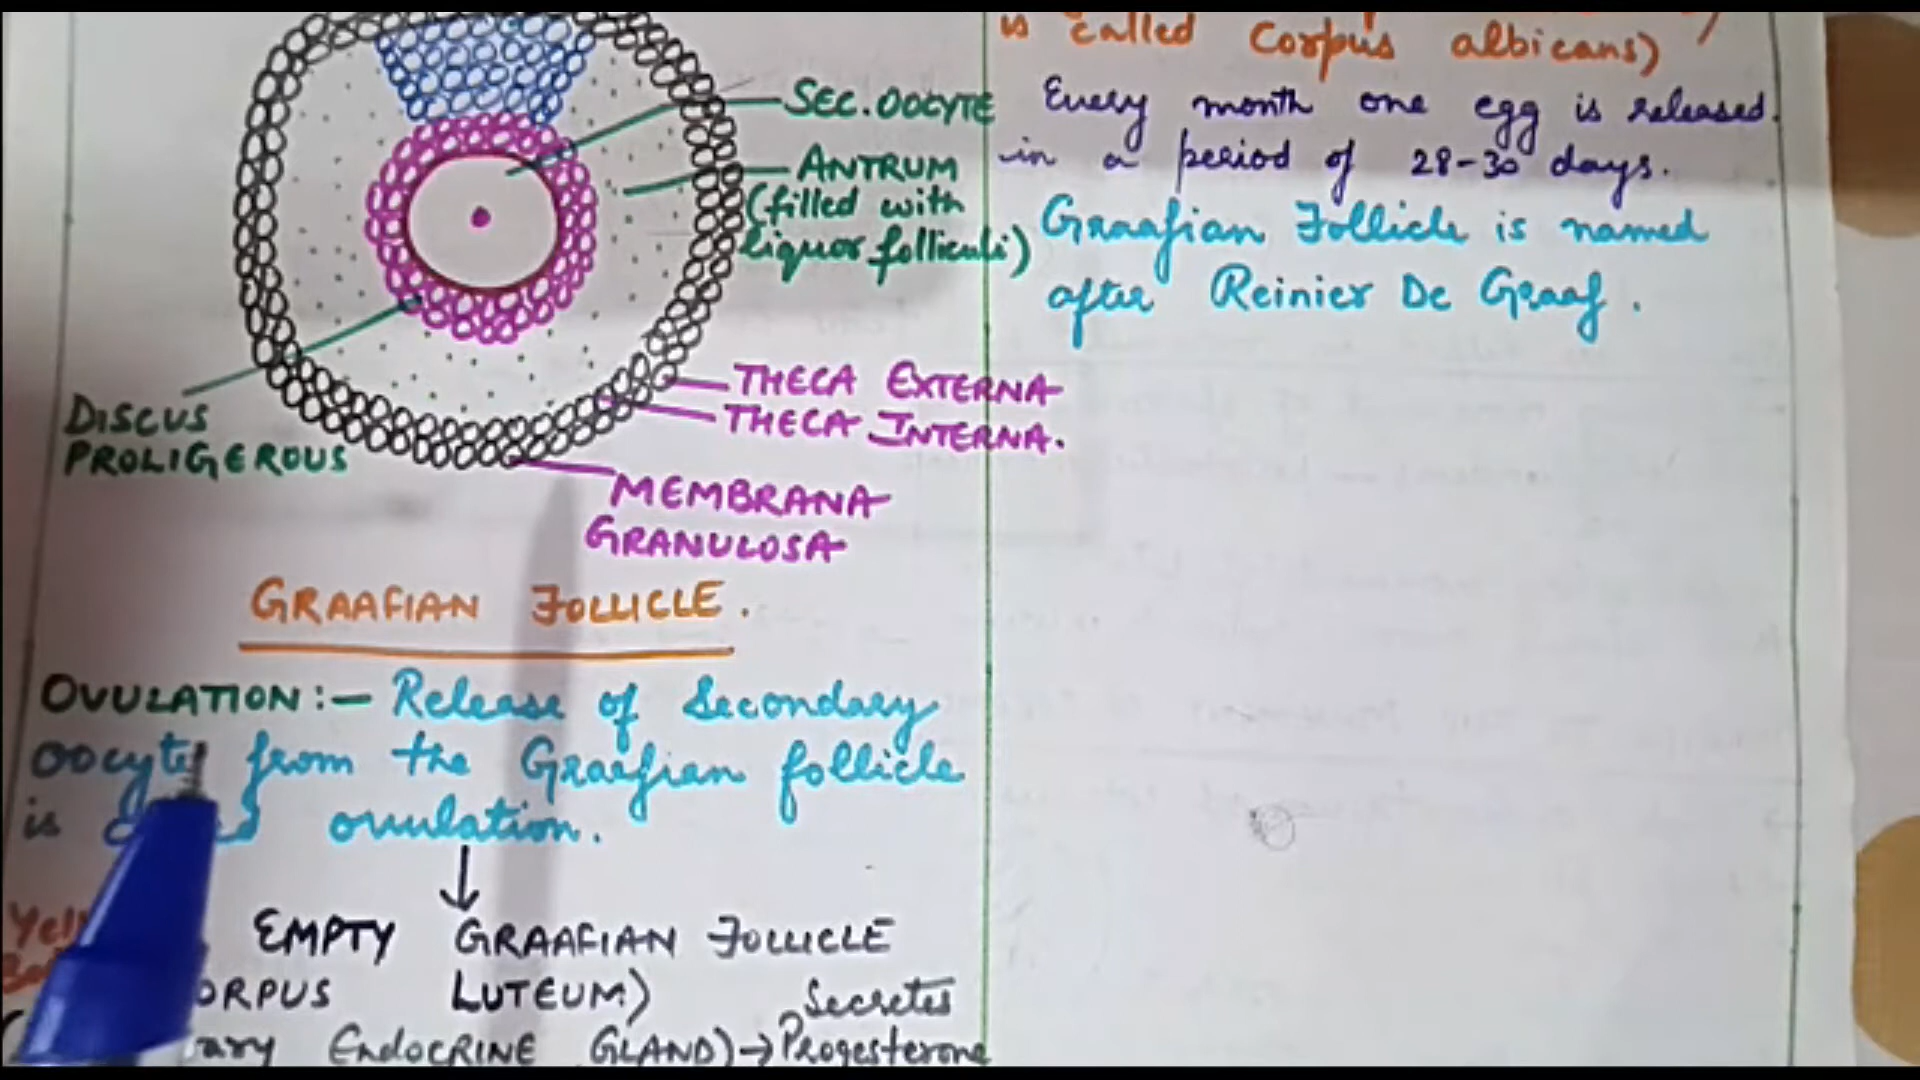 SEC. OOCYTE
ANTRUM
(filled with
liquor folliculi)
THECA EXTERNA
THECA INTERNA.
DISCUS
PROLIGEROUS
MEMBRANA
GRANULOSA
GRAAFIAN FOLLICLE.
OVULATION:- Release of Secondary
oocyte from the Graafian follicle
is ovulation.
EMPTY GRAAFIAN FOLLICLE
LUTEUM) Secretes
ENDOCRINE GLAND)→Progesterone
is called Corpus albicans)
Every month one egg is released
in a period of 28-30 days.
Graafian Follicle is named
after Reinier De Graaf.